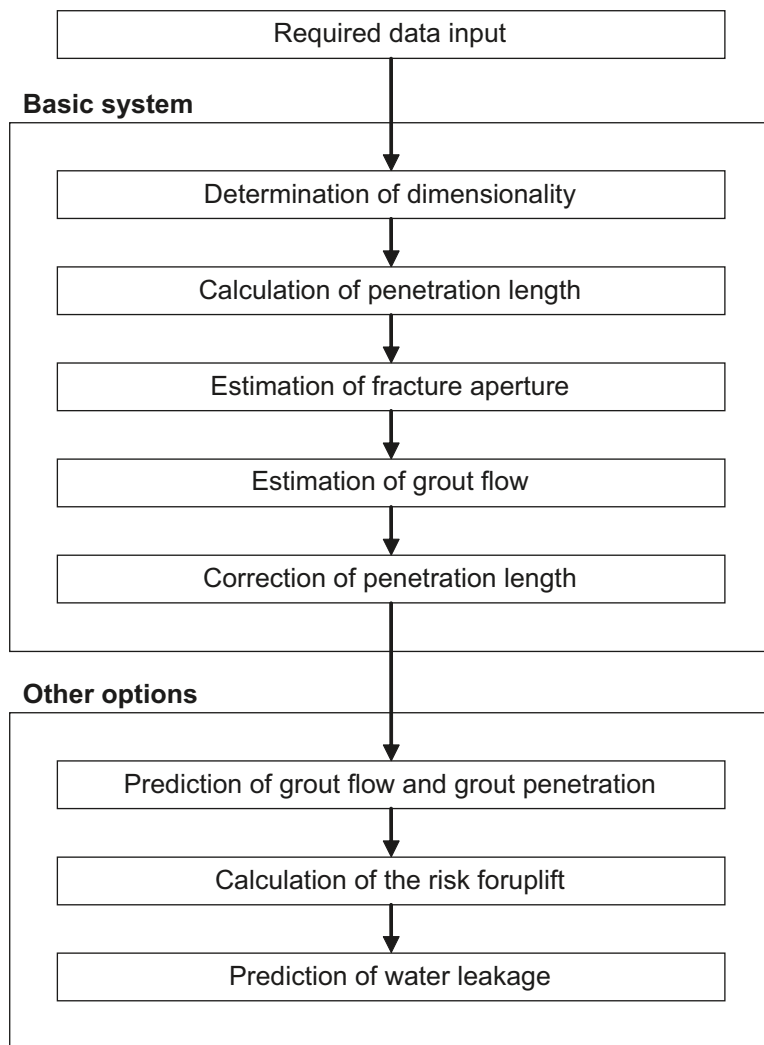 Required data input
Basic system
Determination of dimensionality
Calculation of penetration length
Estimation of fracture aperture
Estimation of grout flow
Correction of penetration length
Other options
Prediction of grout flow and grout penetration
Calculation of the risk foruplift
Prediction of water leakage